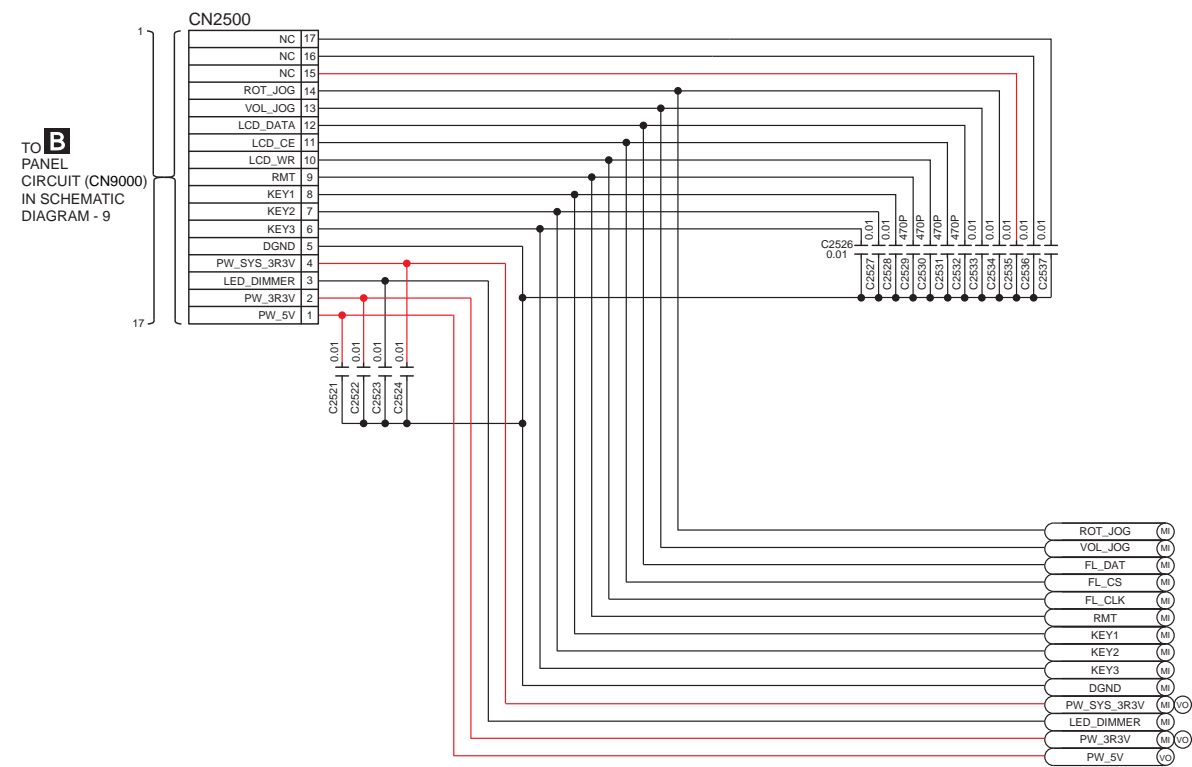 CN2500
1
NC 17
NC 16
NC 15
ROT_JOG 14
VOL_JOG 13
LCD_DATA 12
LCD_CE 11
LCD_WR 10
RMT 9
KEY1 8
KEY2 7
KEY3 6
DGND 5
PW_SYS_3R3V 4
LED_DIMMER 3
PW_3R3V 2
PW_5V 1
17
TO B
PANEL
CIRCUIT (CN9000)
IN SCHEMATIC
DIAGRAM - 9
C2526
0.01
0.01
0.01
470P
470P
470P
470P
0.01
0.01
0.01
0.01
0.01
C2527
C2528
C2529
C2530
C2531
C2532
C2533
C2534
C2535
C2536
C2537
0.01
0.01
0.01
0.01
C2521
C2522
C2523
C2524
ROT_JOG MI
VOL_JOG MI
FL_DAT MI
FL_CS MI
FL_CLK MI
RMT MI
KEY1 MI
KEY2 MI
KEY3 MI
DGND MI
PW_SYS_3R3V MI VO
LED_DIMMER MI
PW_3R3V MI VO
PW_5V VO